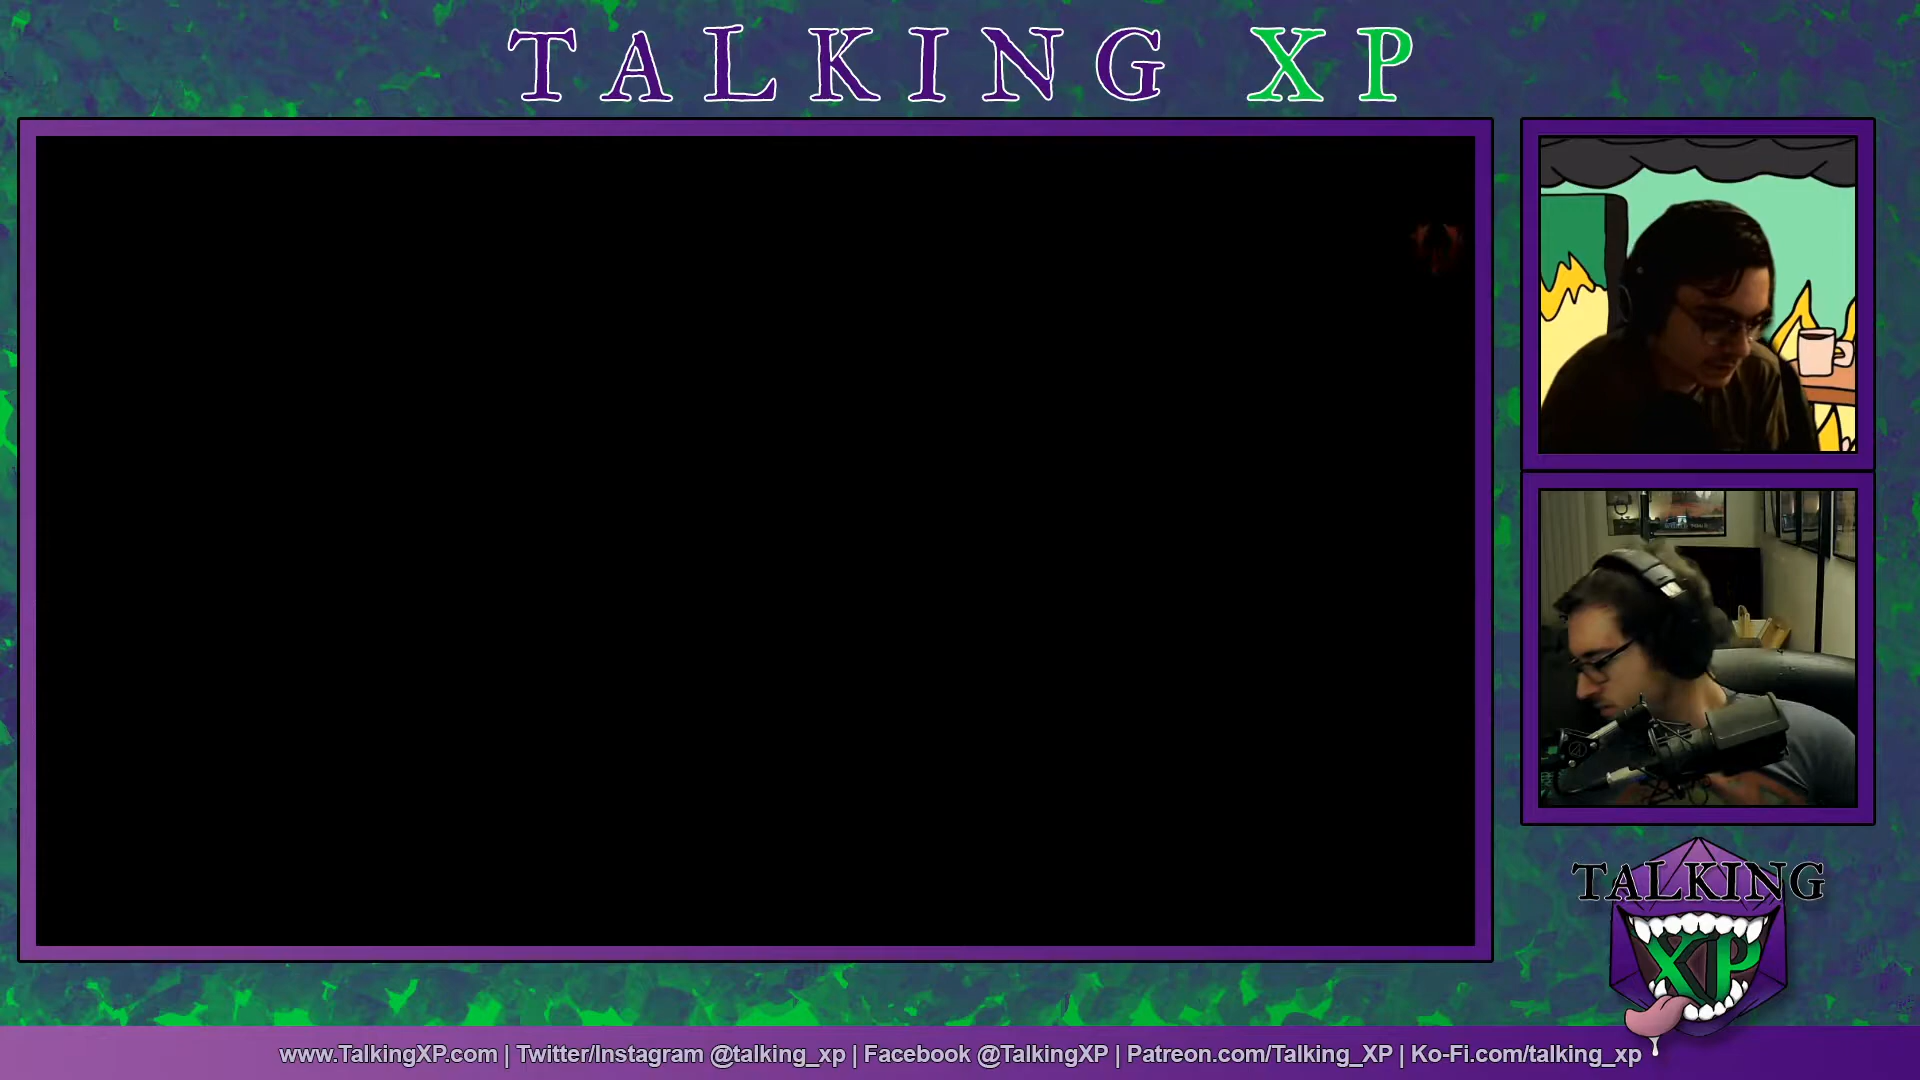 TALKING XP
TALKING
XP
www.TalkingXP.com | Twitter/Instagram @talking_xp | Facebook @TalkingXP | Patreon.com/Talking_XP | Ko-Fi.com/talking_xp